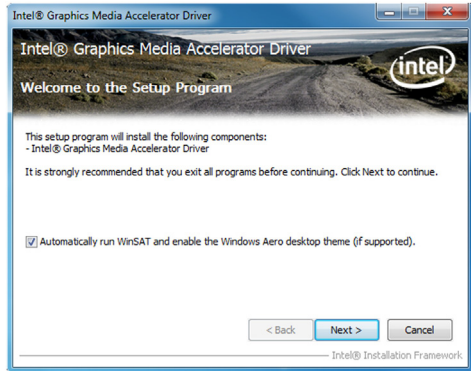 Intel® Graphics Media Accelerator Driver
Intel® Graphics Media Accelerator Driver
intel
Welcome to the Setup Program
This setup program will install the following components:
- Intel® Graphics Media Accelerator Driver
It is strongly recommended that you exit all programs before continuing. Click Next to continue.
Automatically run WinSAT and enable the Windows Aero desktop theme (if supported).
< Back Next > Cancel
Intel® Installation Framework